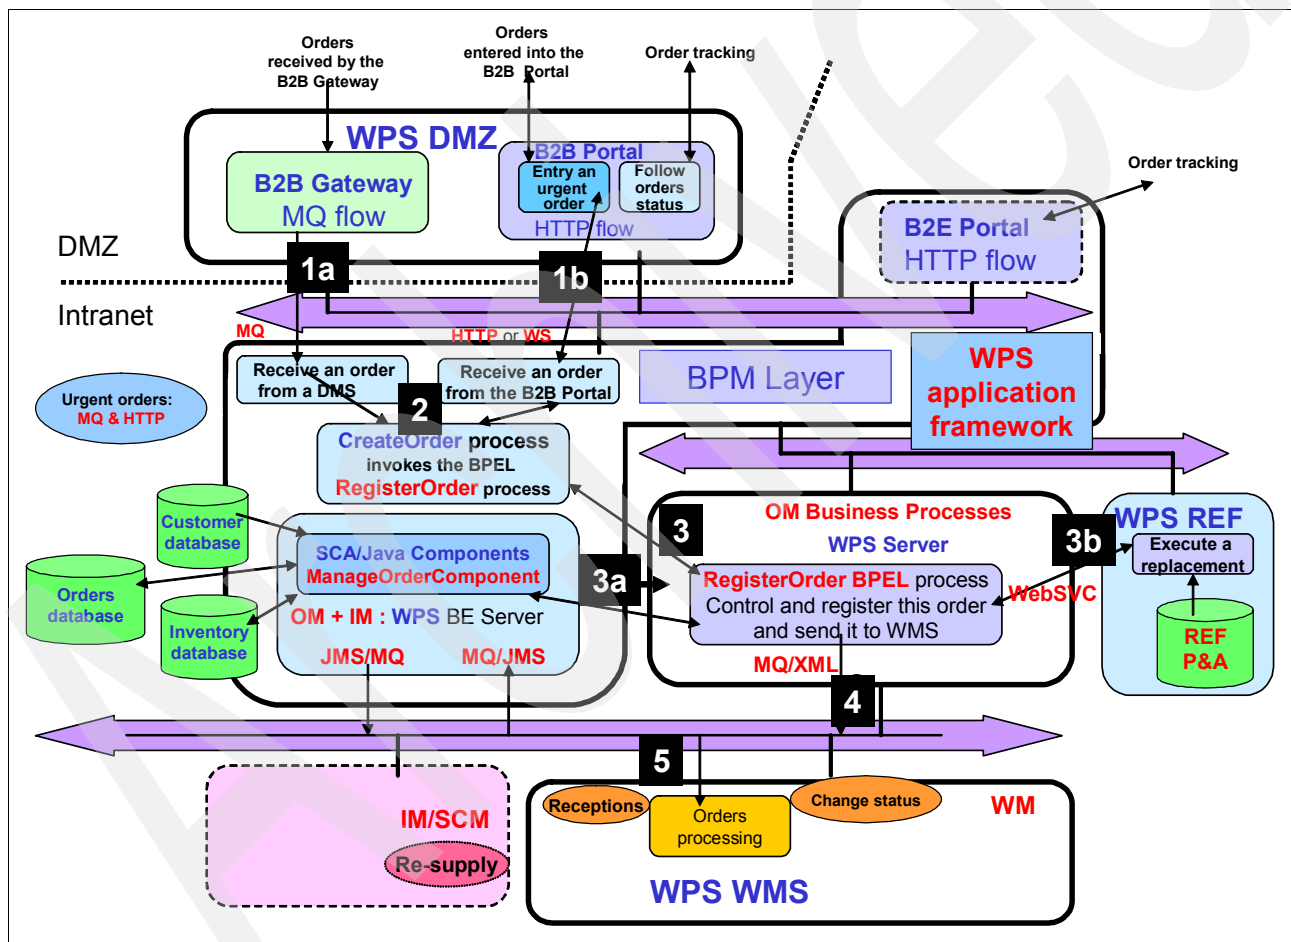 Orders
received by the
B2B Gateway
Orders
entered into the
B2B Portal
Order tracking
WPS DMZ
B2B Gateway
MQ flow
B2B Portal
Entry an
urgent
order
Follow
orders
status
HTTP flow
Order tracking
B2E Portal
HTTP flow
DMZ
1a
1b
Intranet
MQ
HTTP or WS
Receive an order
from a DMS
Receive an order
from the B2B Portal
BPM Layer
WPS
application
framework
Urgent orders:
MQ & HTTP
2
CreateOrder process
invokes the BPEL
RegisterOrder process
Customer
database
SCA/Java Components
ManageOrderComponent
Orders
database
Inventory
database
OM + IM : WPS BE Server
JMS/MQ
MQ/JMS
3
3a
OM Business Processes
WPS Server
RegisterOrder BPEL process
Control and register this order
and send it to WMS
MQ/XML
3b
WebSVC
WPS REF
Execute a
replacement
REF
P&A
4
5
IM/SCM
Re-supply
Receptions
Orders
processing
Change status
WM
WPS WMS